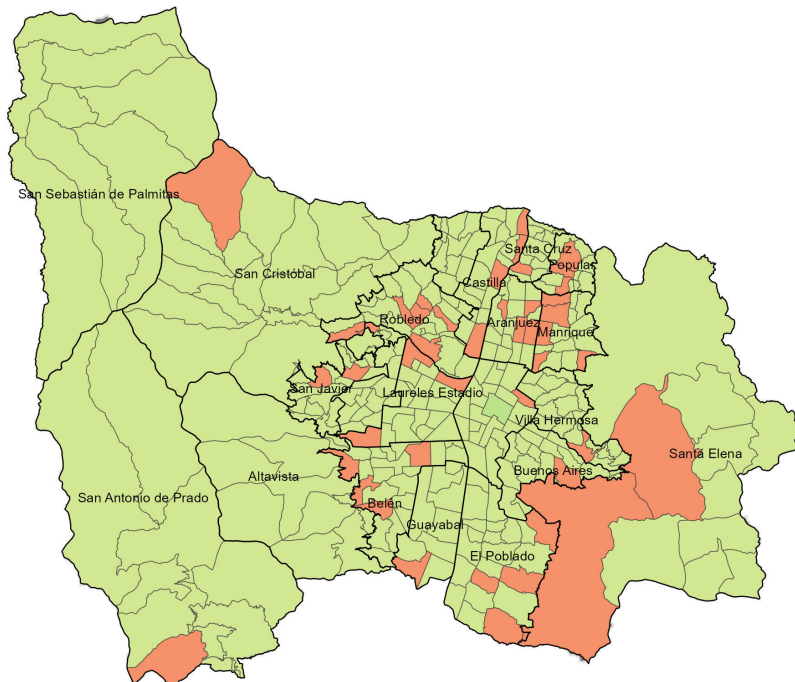 San Sebastián de Palmitas
Santa Cruz
Popular
San Cristóbal
Castilla
Robledo
Aranjuez
Manrique
San Javier
Laureles Estadio
Villa Hermosa
Santa Elena
Altavista
Buenos Aires
San Antonio de Prado
Belén
Guayabal
El Poblado